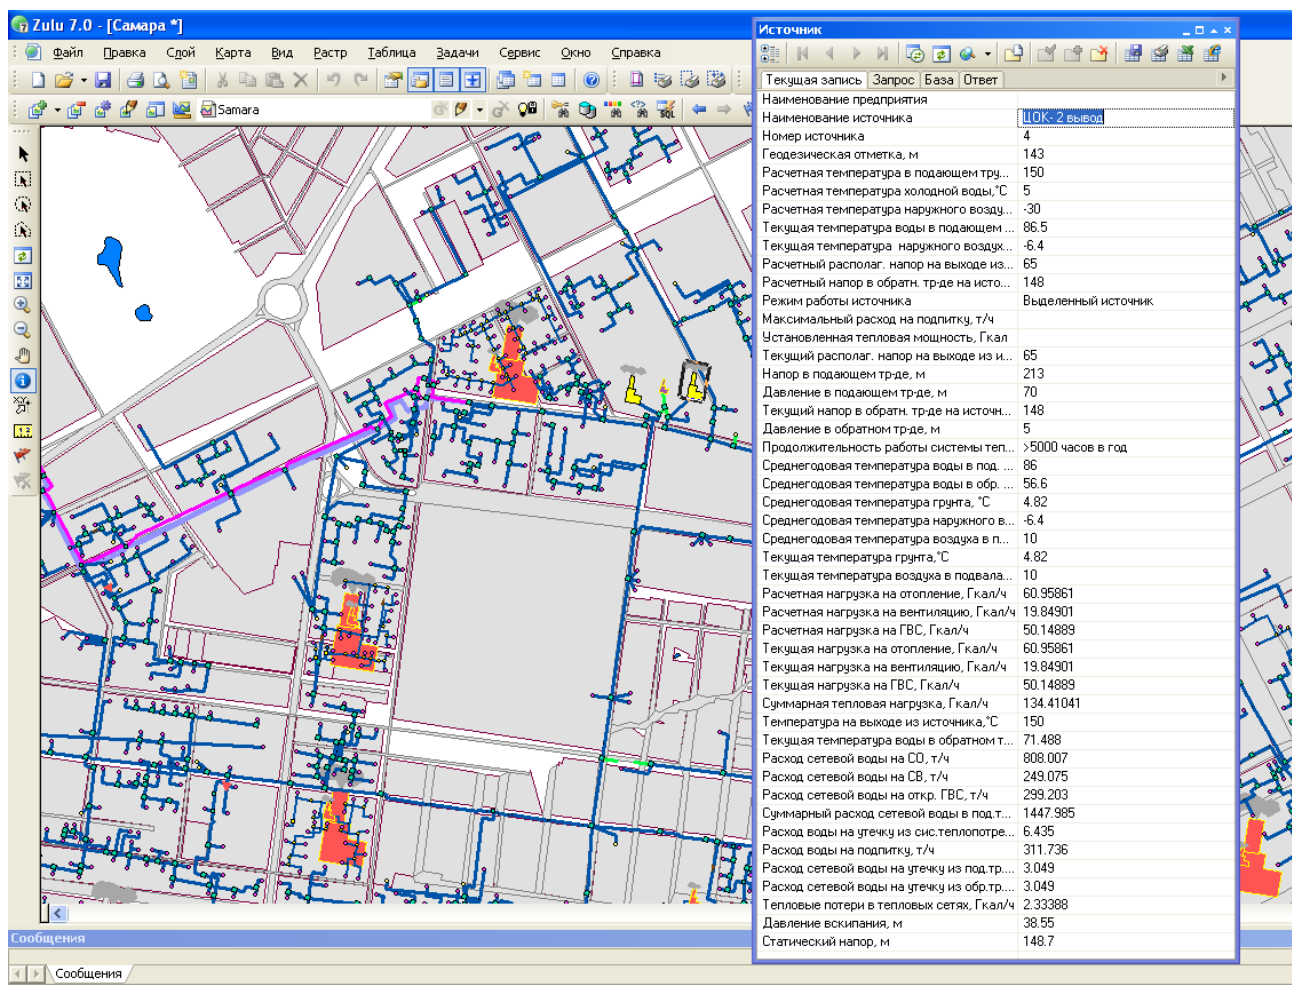 Zulu 7.0 - [Самара *]
Файл Правка Слой Карта Вид Растр Таблица Задачи Сервис Окно Справка
Samara
SQL
Источник
Текущая запись Запрос База Ответ
Наименование предприятия
Наименование источника ЦОК- 2 вывод
Номер источника 4
Геодезическая отметка, м 143
Расчетная температура в подающем тру... 150
Расчетная температура холодной воды,°С 5
Расчетная температура наружного возду... -30
Текущая температура воды в подающем ... 86.5
Текущая температура  наружного воздух... -6.4
Расчетный располаг. напор на выходе из... 65
Расчетный напор в обратн. тр-де на исто... 148
Режим работы источника Выделенный источник
Максимальный расход на подпитку, т/ч
Установленная тепловая мощность, Гкал
Текущий располаг. напор на выходе из и... 65
Напор в подающем тр-де, м 213
Давление в подающем тр-де, м 70
Текущий напор в обратн. тр-де на источн... 148
Давление в обратном тр-де, м 5
Продолжительность работы системы теп... >5000 часов в год
Среднегодовая температура воды в под. ... 86
Среднегодовая температура воды в обр. ... 56.6
Среднегодовая температура грунта, °С 4.82
Среднегодовая температура наружного в... -6.4
Среднегодовая температура воздуха в п... 10
Текущая температура грунта,°С 4.82
Текущая температура воздуха в подвала... 10
Расчетная нагрузка на отопление, Гкал/ч 60.95861
Расчетная нагрузка на вентиляцию, Гкал/ч 19.84901
Расчетная нагрузка на ГВС, Гкал/ч 50.14889
Текущая нагрузка на отопление, Гкал/ч 60.95861
Текущая нагрузка на вентиляцию, Гкал/ч 19.84901
Текущая нагрузка на ГВС, Гкал/ч 50.14889
Суммарная тепловая нагрузка, Гкал/ч 134.41041
Температура на выходе из источника,°С 150
Текущая температура воды в обратном т... 71.488
Расход сетевой воды на СО, т/ч 808.007
Расход сетевой воды на СВ, т/ч 249.075
Расход сетевой воды на откр. ГВС, т/ч 299.203
Суммарный расход сетевой воды в под.т... 1447.985
Расход воды на утечку из сис.теплопотре... 6.435
Расход воды на подпитку, т/ч 311.736
Расход сетевой воды на утечку из под.тр.... 3.049
Расход сетевой воды на утечку из обр.тр.... 3.049
Тепловые потери в тепловых сетях, Гкал/ч 2.33388
Давление вскипания, м 38.55
Статический напор, м 148.7
Сообщения
Сообщения